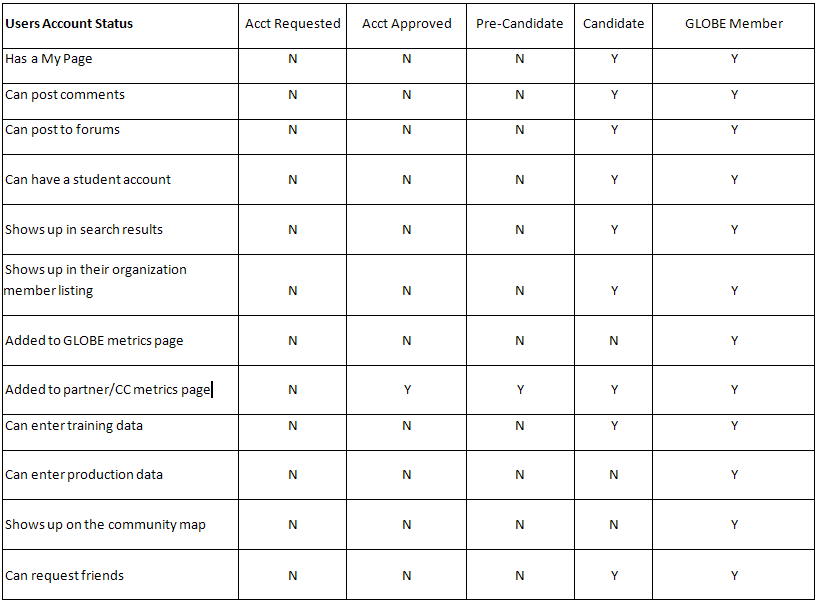 Users Account Status Acct Requested Acct Approved Pre-Candidate Candidate GLOBE Member
Has a My Page N N N Y Y
Can post comments N N N Y Y
Can post to forums N N N Y Y
Can have a student account N N N Y Y
Shows up in search results N N N Y Y
Shows up in their organization
member listing N N N Y Y
Added to GLOBE metrics page N N N N Y
Added to partner/CC metrics page N Y Y Y Y
Can enter training data N N N Y Y
Can enter production data N N N N Y
Shows up on the community map N N N N Y
Can request friends N N N Y Y